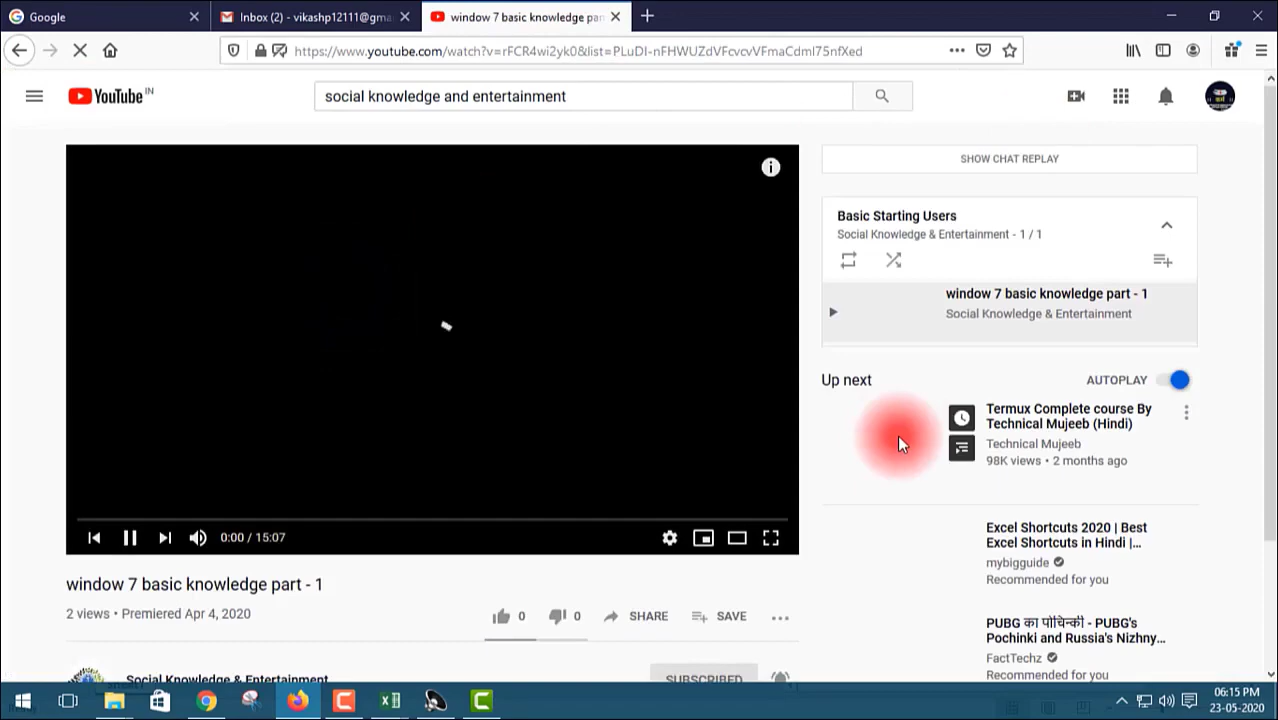 Google
Inbox (2) - vikashp12111@gma
window 7 basic knowledge par
https://www.youtube.com/watch?v=rFCR4wi2yk0&list=PLuDI-nFHWUZdVFcvcvVFmaCdmI75nfXed
YouTube IN
social knowledge and entertainment
SHOW CHAT REPLAY
Basic Starting Users
Social Knowledge & Entertainment - 1 / 1
window 7 basic knowledge part - 1
Social Knowledge & Entertainment
Up next
AUTOPLAY
Termux Complete course By
Technical Mujeeb (Hindi)
Technical Mujeeb
98K views • 2 months ago
0:00 / 15:07
Excel Shortcuts 2020 | Best
Excel Shortcuts in Hindi |...
mybigguide
Recommended for you
window 7 basic knowledge part - 1
2 views • Premiered Apr 4, 2020
0
0
SHARE
SAVE
PUBG का पोचिन्की - PUBG's
Pochinki and Russia's Nizhny...
FactTechz
Recommended for you
Social Knowledge & Entertainment
SUBSCRIBED
06:15 PM
23-05-2020